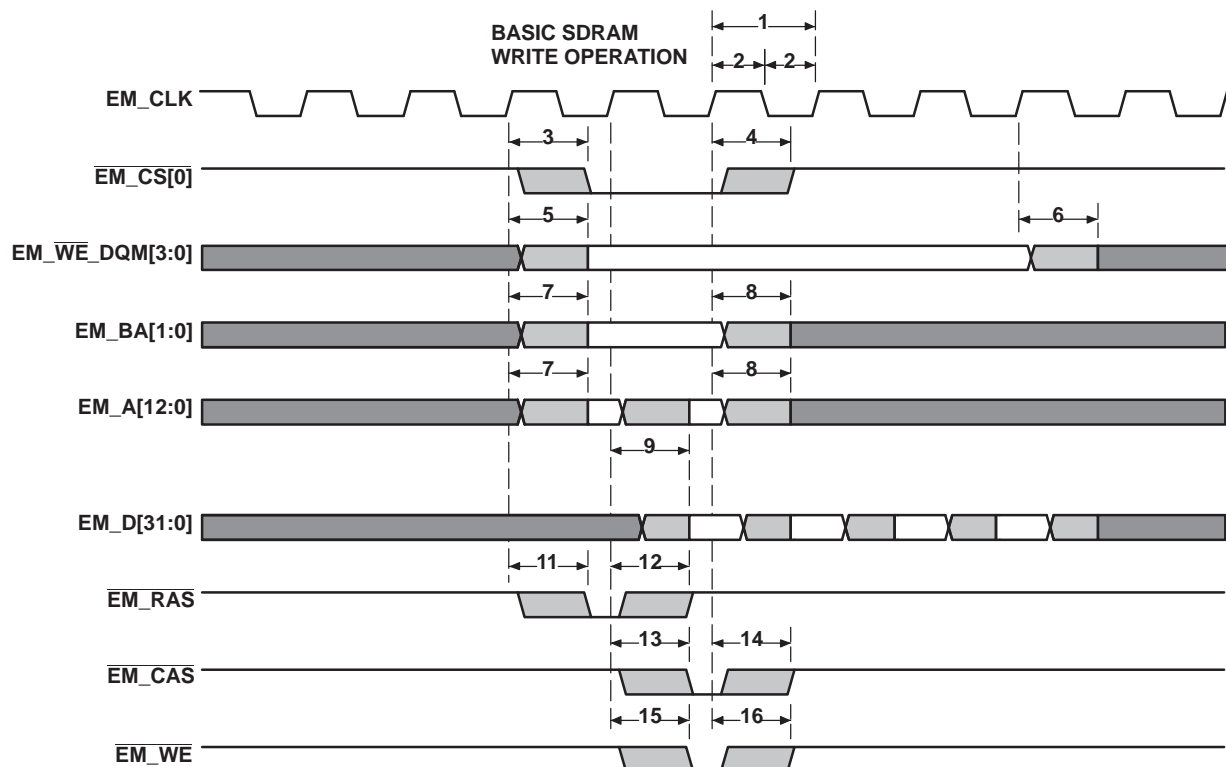 BASIC SDRAM
WRITE OPERATION
1
2 2
EM_CLK
3 4
EM_CS[0]
5 6
EM_WE_DQM[3:0]
7 8
EM_BA[1:0]
7 8
EM_A[12:0]
9
EM_D[31:0]
11 12
EM_RAS
13 14
EM_CAS
15 16
EM_WE